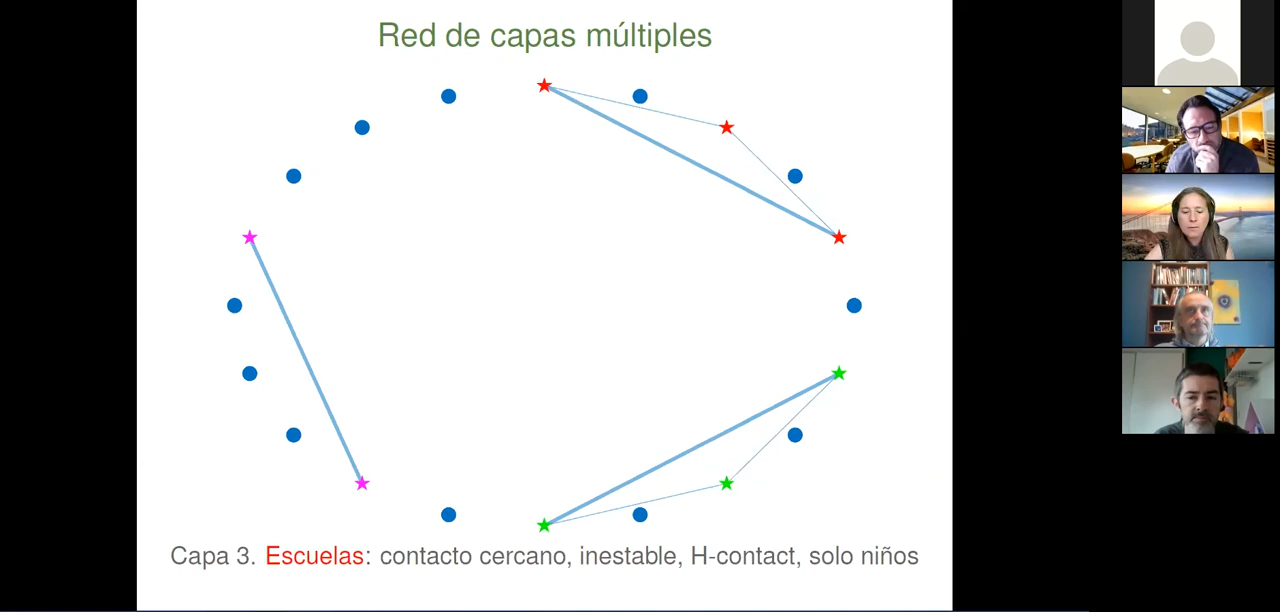 Red de capas múltiples
Capa 3. Escuelas: contacto cercano, inestable, H-contact, solo niños